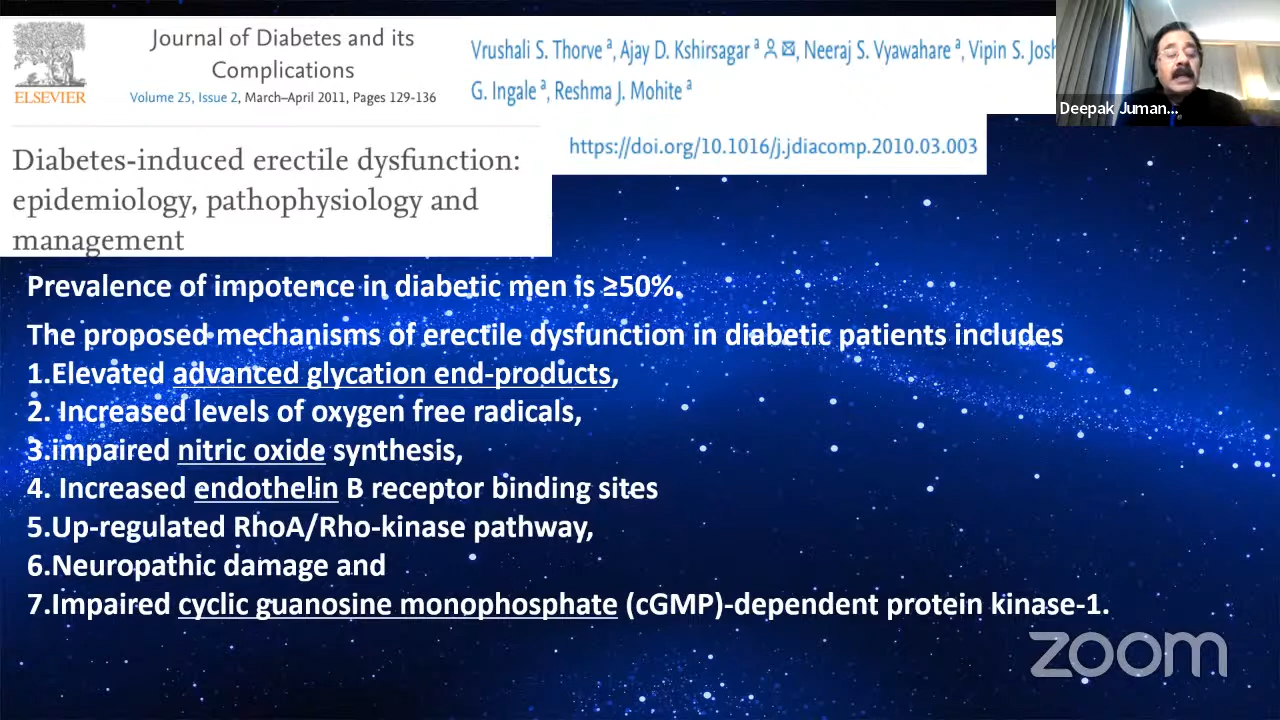 ELSEVIER
Journal of Diabetes and its
Complications
Volume 25, Issue 2, March–April 2011, Pages 129-136
Vrushali S. Thorve a, Ajay D. Kshirsagar a, Neeraj S. Vyawahare a, Vipin S. Josh
G. Ingale a, Reshma J. Mohite a
https://doi.org/10.1016/j.jdiacomp.2010.03.003
Deepak Juman...
Diabetes-induced erectile dysfunction:
epidemiology, pathophysiology and
management
Prevalence of impotence in diabetic men is ≥50%.
The proposed mechanisms of erectile dysfunction in diabetic patients includes
1.Elevated advanced glycation end-products,
2. Increased levels of oxygen free radicals,
3.impaired nitric oxide synthesis,
4. Increased endothelin B receptor binding sites
5.Up-regulated RhoA/Rho-kinase pathway,
6.Neuropathic damage and
7.Impaired cyclic guanosine monophosphate (cGMP)-dependent protein kinase-1.
zoom